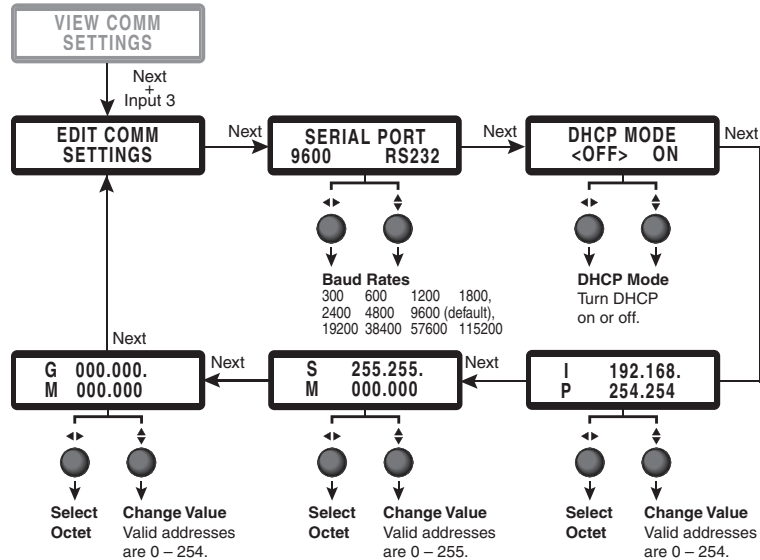 VIEW COMM
SETTINGS
Next
+
Input 3
EDIT COMM
SETTINGS
Next
SERIAL PORT
9600 RS232
Next
DHCP MODE
<OFF> ON
Next
Baud Rates
300 600 1200 1800,
2400 4800 9600 (default),
19200 38400 57600 115200
DHCP Mode
Turn DHCP
on or off.
Next
G 000.000.
M 000.000
Next
S 255.255.
M 000.000
Next
I 192.168.
P 254.254
Select
Octet
Change Value
Valid addresses
are 0 – 254.
Select
Octet
Change Value
Valid addresses
are 0 – 255.
Select
Octet
Change Value
Valid addresses
are 0 – 254.